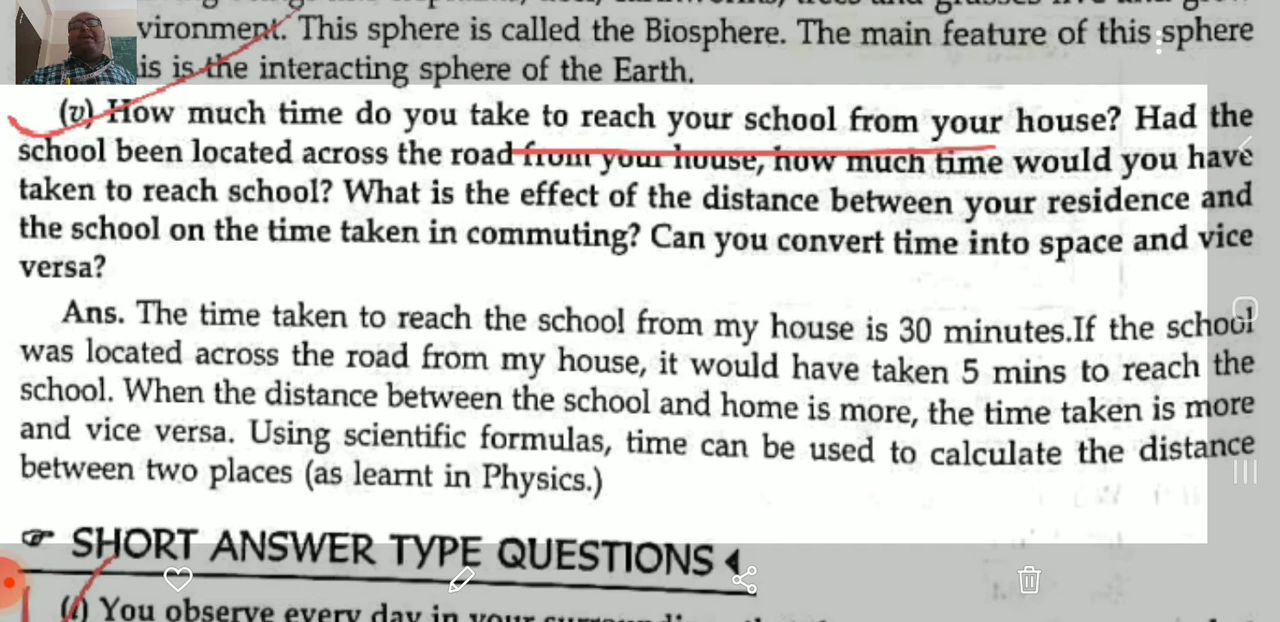 vironment. This sphere is called the Biosphere. The main feature of this sphere
is is the interacting sphere of the Earth.
(v) How much time do you take to reach your school from your house? Had the
school been located across the road from your house, how much time would you have
taken to reach school? What is the effect of the distance between your residence and
the school on the time taken in commuting? Can you convert time into space and vice
versa?
Ans. The time taken to reach the school from my house is 30 minutes.If the school
was located across the road from my house, it would have taken 5 mins to reach the
school. When the distance between the school and home is more, the time taken is more
and vice versa. Using scientific formulas, time can be used to calculate the distance
between two places (as learnt in Physics.)
SHORT ANSWER TYPE QUESTIONS
(i) You observe every day in your